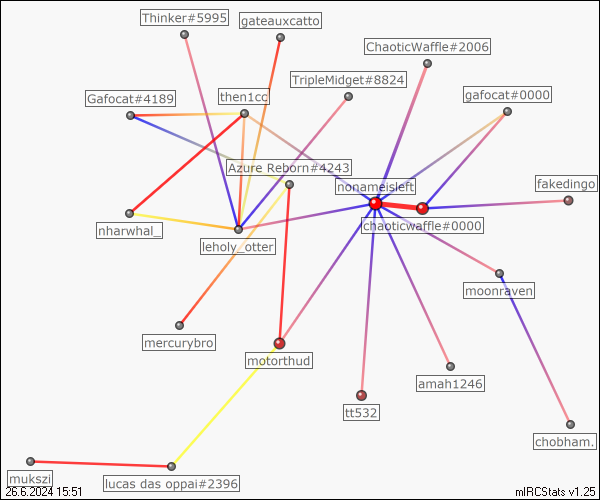 Thinker#5995
gateauxcatto
ChaoticWaffle#2006
TripleMidget#8824
Gafocat#4189
then1cc
gafocat#0000
Azure Reborn#4243
nonameisleft
fakedingo
chaoticwaffle#0000
nharwhal_
leholy_otter
moonraven
mercurybro
motorthud
amah1246
tt532
chobham.
mukszi
lucas das oppai#2396
26.6.2024 15:51
mIRCStats v1.25